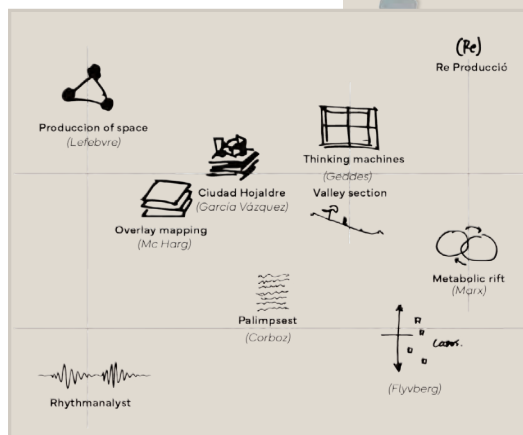 (Re)
Re Producció
Produccion of space
(Lefebvre)
Thinking machines
(Geddes)
Valley section
Ciudad Hojaldre
(García Vázquez)
Overlay mapping
(Mc Harg)
Metabolic rift
(Marx)
Palimpsest
(Corboz)
(Flyvberg)
Rhythmanalyst